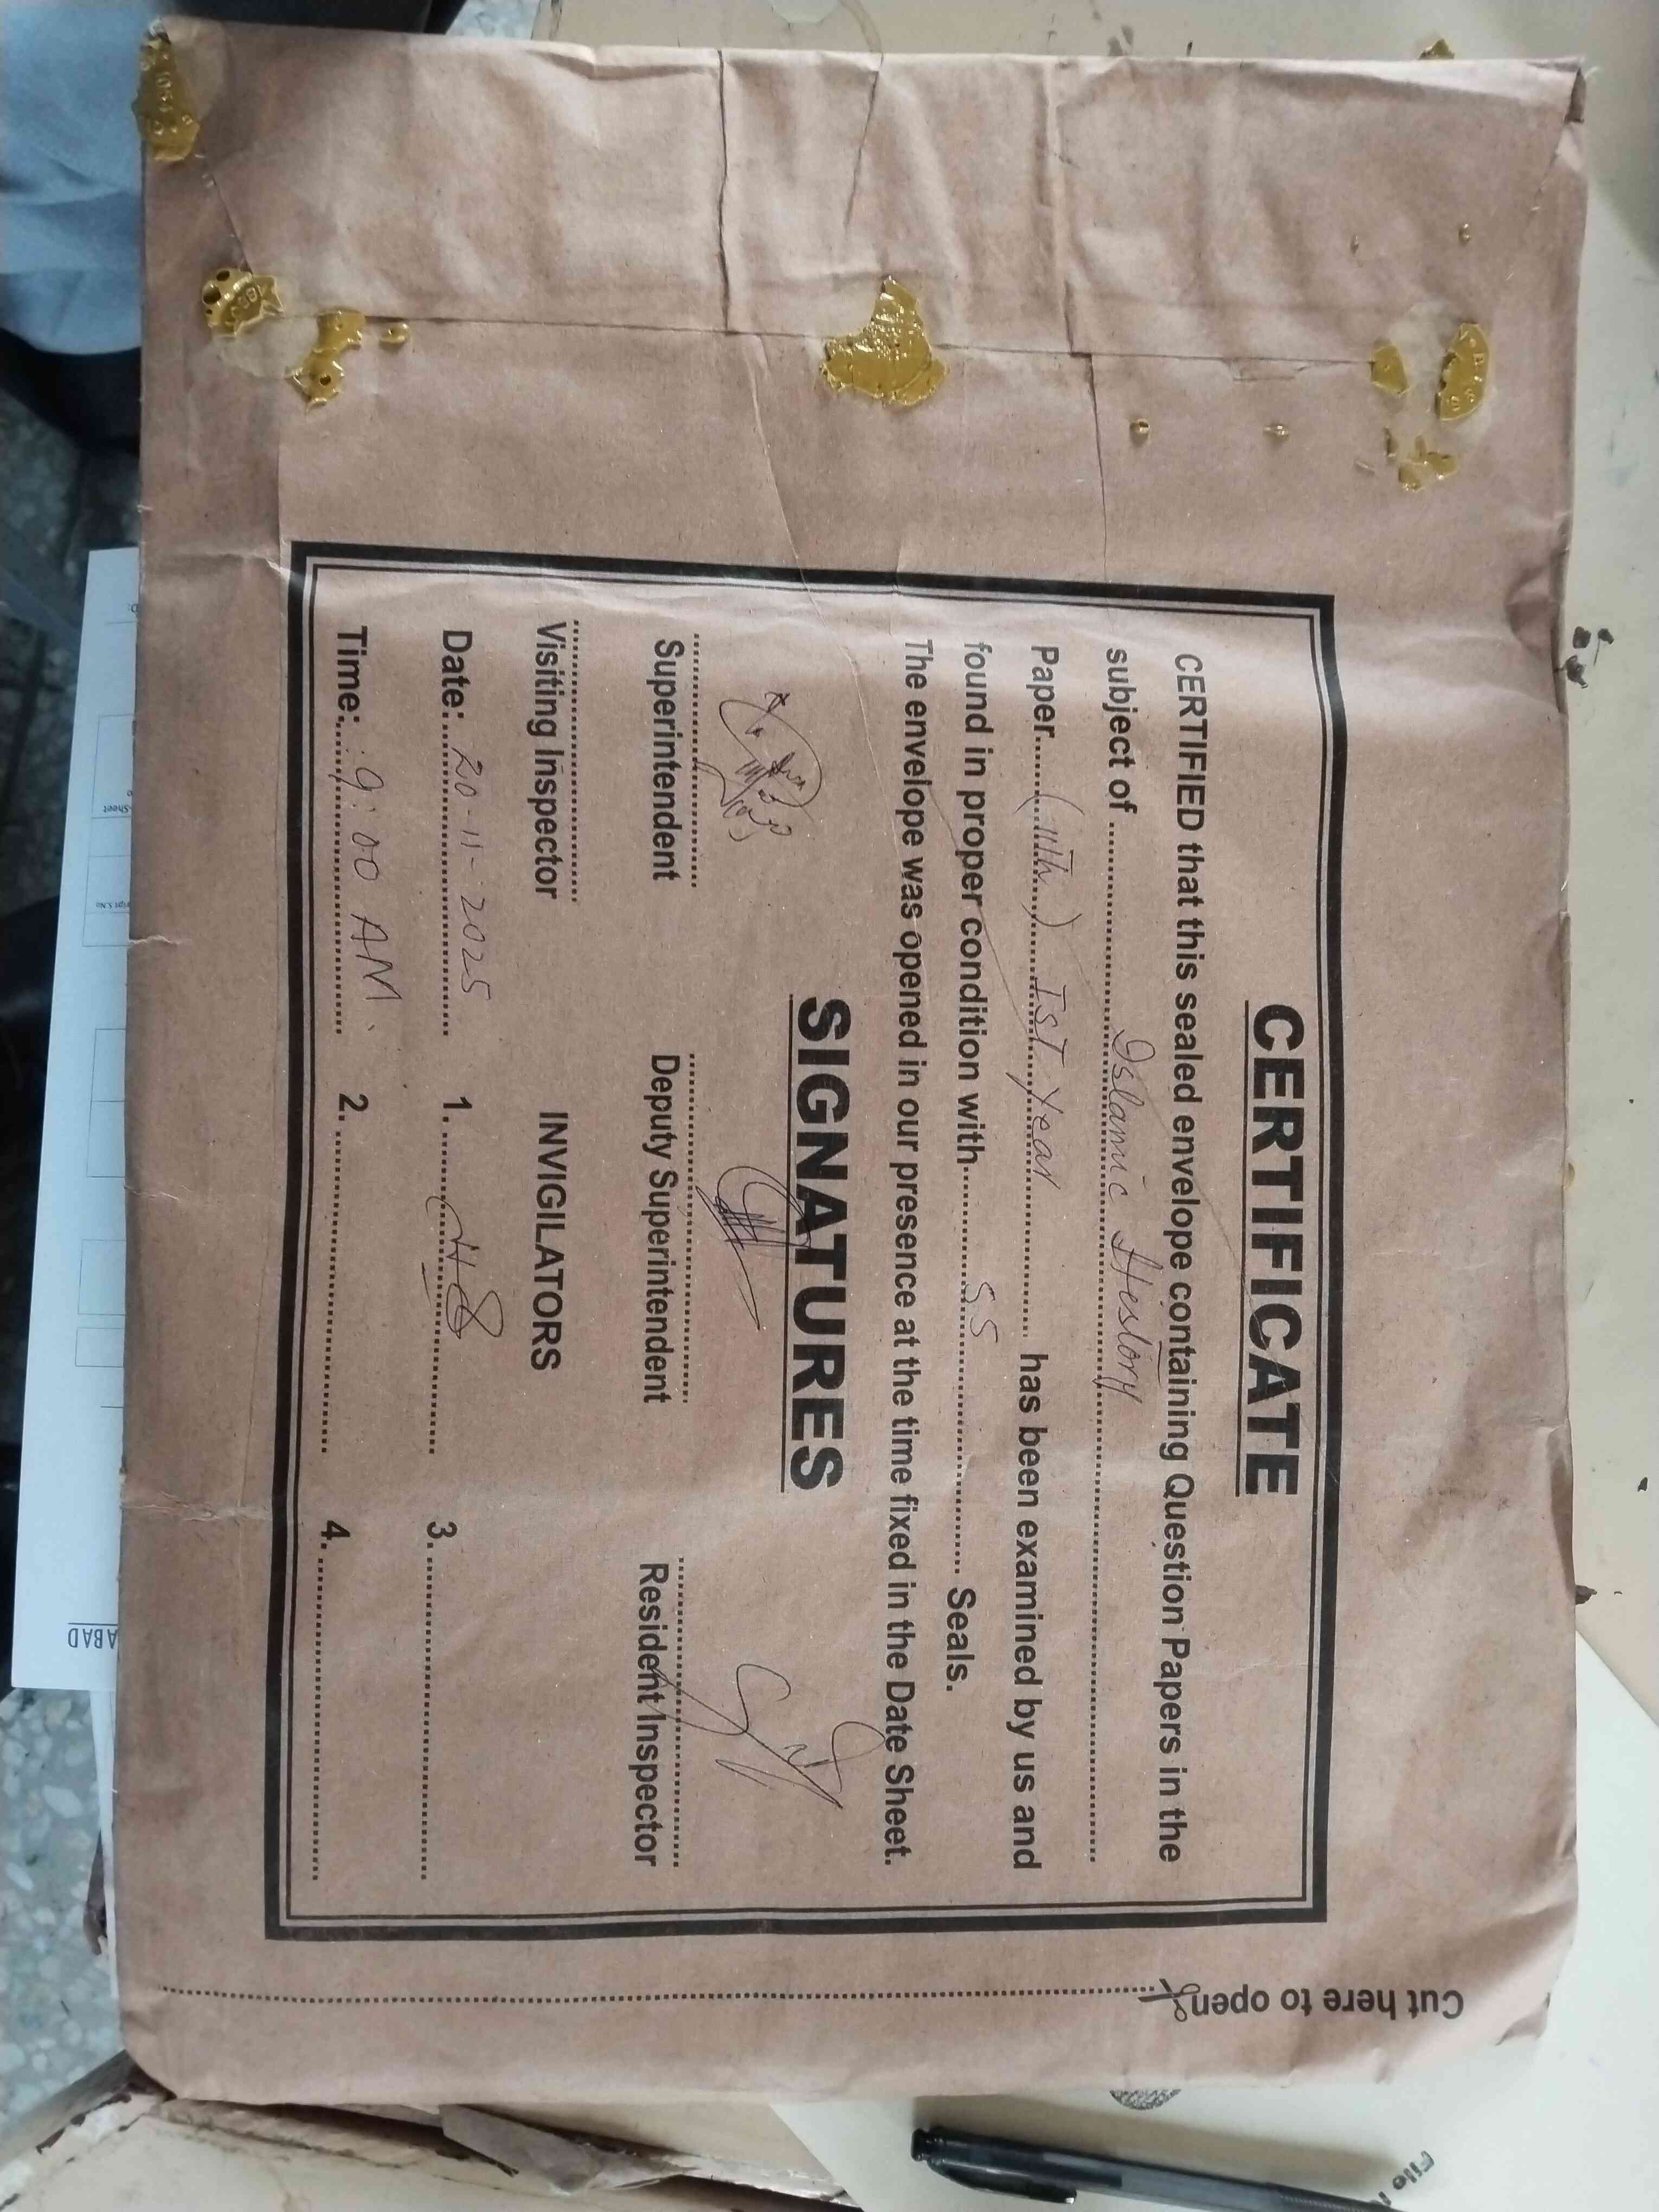 CERTIFICATE
CERTIFIED that this sealed envelope containing Question Papers in the
subject of .......... Islamic History ..........
Paper.......(11th) Ist Year.......... has been examined by us and
found in proper condition with.......... 55 .......... Seals.
The envelope was opened in our presence at the time fixed in the Date Sheet.
SIGNATURES
Superintendent Deputy Superintendent Resident Inspector
Visiting Inspector INVIGILATORS
Date: 20-11-2025 1. 3.
Time: 9:00 AM. 2. 4.
Cut here to open
ABAD
File